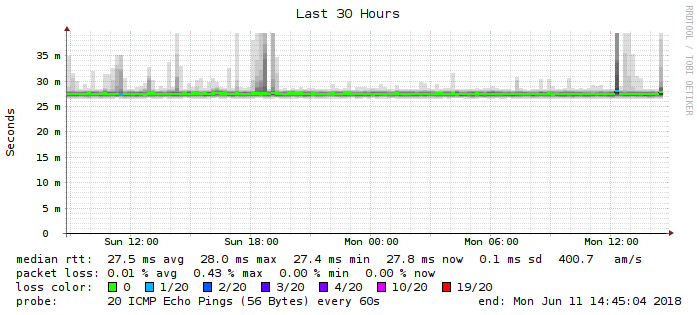 Last 30 Hours
RRDTOOL / TOBI OETIKER
Seconds
35 m
30 m
25 m
20 m
15 m
10 m
5 m
0
Sun 12:00 Sun 18:00 Mon 00:00 Mon 06:00 Mon 12:00
median rtt: 27.5 ms avg 28.0 ms max 27.4 ms min 27.8 ms now 0.1 ms sd 400.7 am/s
packet loss: 0.01 % avg 0.43 % max 0.00 % min 0.00 % now
loss color: 0 1/20 2/20 3/20 4/20 10/20 19/20
probe: 20 ICMP Echo Pings (56 Bytes) every 60s end: Mon Jun 11 14:45:04 2018